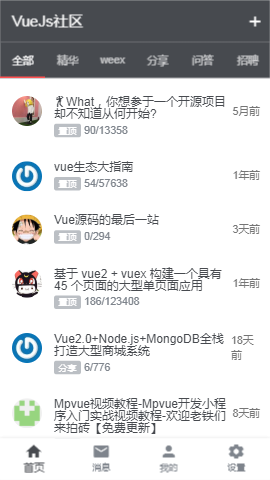 VueJs社区 +
全部 精华 weex 分享 问答 招聘
What，你想参与一个开源项目
却不知道从何开始? 5月前
置顶 90/13358
vue生态大指南 1年前
置顶 54/57638
Vue源码的最后一站 3天前
置顶 0/294
基于 vue2 + vuex 构建一个具有
45 个页面的大型单页面应用 1年前
置顶 186/123408
Vue2.0+Node.js+MongoDB全栈
打造大型商城系统 18天前
分享 6/776
Mpvue视频教程-Mpvue开发小程
序入门实战视频教程-欢迎老铁们 8天前
来拍砖【免费更新】
首页 消息 我的 设置